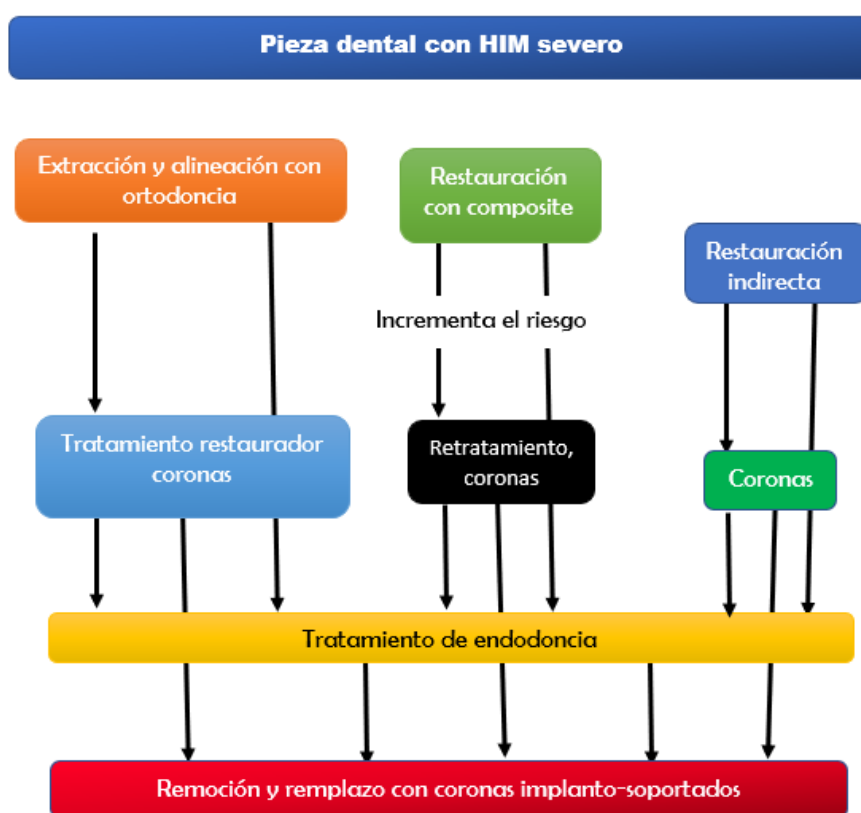 Pieza dental con HIM severo
Extracción y alineación con
ortodoncia
Restauración
con composite
Restauración
indirecta
Incrementa el riesgo
Tratamiento restaurador
coronas
Retratamiento,
coronas
Coronas
Tratamiento de endodoncia
Remoción y remplazo con coronas implanto-soportados